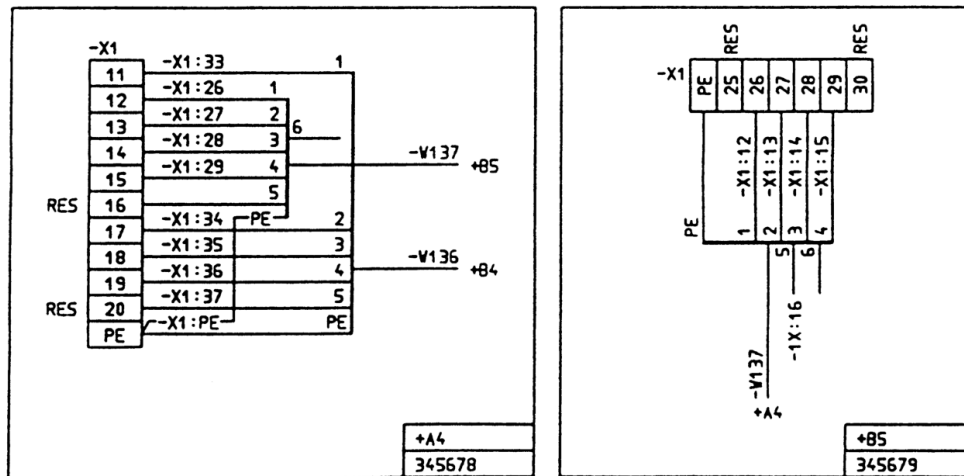 -X1
11 -X1:33 1
12 -X1:26 1
13 -X1:27 2
6
14 -X1:28 3
15 -X1:29 4
-W137 +B5
RES 16 5
17 -X1:34 PE 2
18 -X1:35 3
19 -X1:36 4
-W136 +B4
RES 20 -X1:37 5
PE -X1:PE PE
+A4
345678
RES RES
-X1 PE 25 26 27 28 29 30
-X1:12 -X1:13 -X1:14 -X1:15
PE 1 2 3 4
5 6
-1X:16
-W137
+A4
+B5
345679